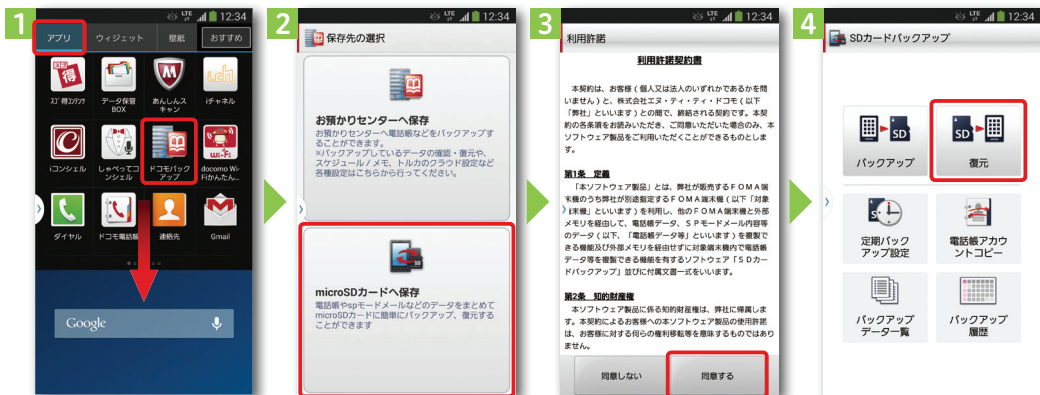 1
LTE 12:34
アプリ ウィジェット 壁紙 おすすめ
得
McAfee
i.ch
スゴ得コンテンツ
データ保管
BOX
あんしんス
キャン
iチャネル
Wi-Fi
iコンシェル
しゃべってコ
ンシェル
ドコモバック
アップ
docomo Wi-
Fiかんたん...
ダイヤル
ドコモ電話帳
連絡先
Gmail
Google
2
LTE 12:34
保存先の選択
お預かりセンターへ保存
お預かりセンターへ電話帳などをバックアップす
ることができます。
※バックアップしているデータの確認・復元や、
スケジュール/メモ、トルカのクラウド設定など
各種設定はこちらから行ってください。
microSDカードへ保存
電話帳やspモードメールなどのデータをまとめて
microSDカードに簡単にバックアップ、復元する
ことができます
3
LTE 12:34
利用許諾
利用許諾契約書
本契約は、お客様(個人又は法人のいずれかであるかを問
いません)と、株式会社エヌ・ティ・ティ・ドコモ(以下
「弊社」といいます)との間で、締結される契約です。本契
約の各条項をお読みいただき、ご同意いただいた場合のみ、本
ソフトウェア製品をご利用いただくことができるものとしま
す。
第1条 定義
「本ソフトウェア製品」とは、弊社が販売するFOMA端
末機のうち弊社が別途指定するFOMA端末機(以下「対象
末機」といいます)を利用し、他のFOMA端末機と外部
メモリを経由して、電話帳データ、SPモードメール内容等
のデータ(以下、「電話帳データ等」といいます)を複製で
きる機能及び外部メモリを経由せずに対象端末機内で電話帳
データ等を複製できる機能を有するソフトウェア「SDカー
ドバックアップ」並びに付属文書一式をいいます。
第2条 知的財産権
本ソフトウェア製品に係る知的財産権は、弊社に帰属しま
す。本契約によるお客様への本ソフトウェア製品の使用許諾
は、お客様に対する何らの権利移転等を意味するものではあり
ません。
同意しない 同意する
4
LTE 12:34
SDカードバックアップ
SD
SD
バックアップ 復元
定期バック
アップ設定
電話帳アカウ
ントコピー
バックアップ
データ一覧
バックアップ
履歴